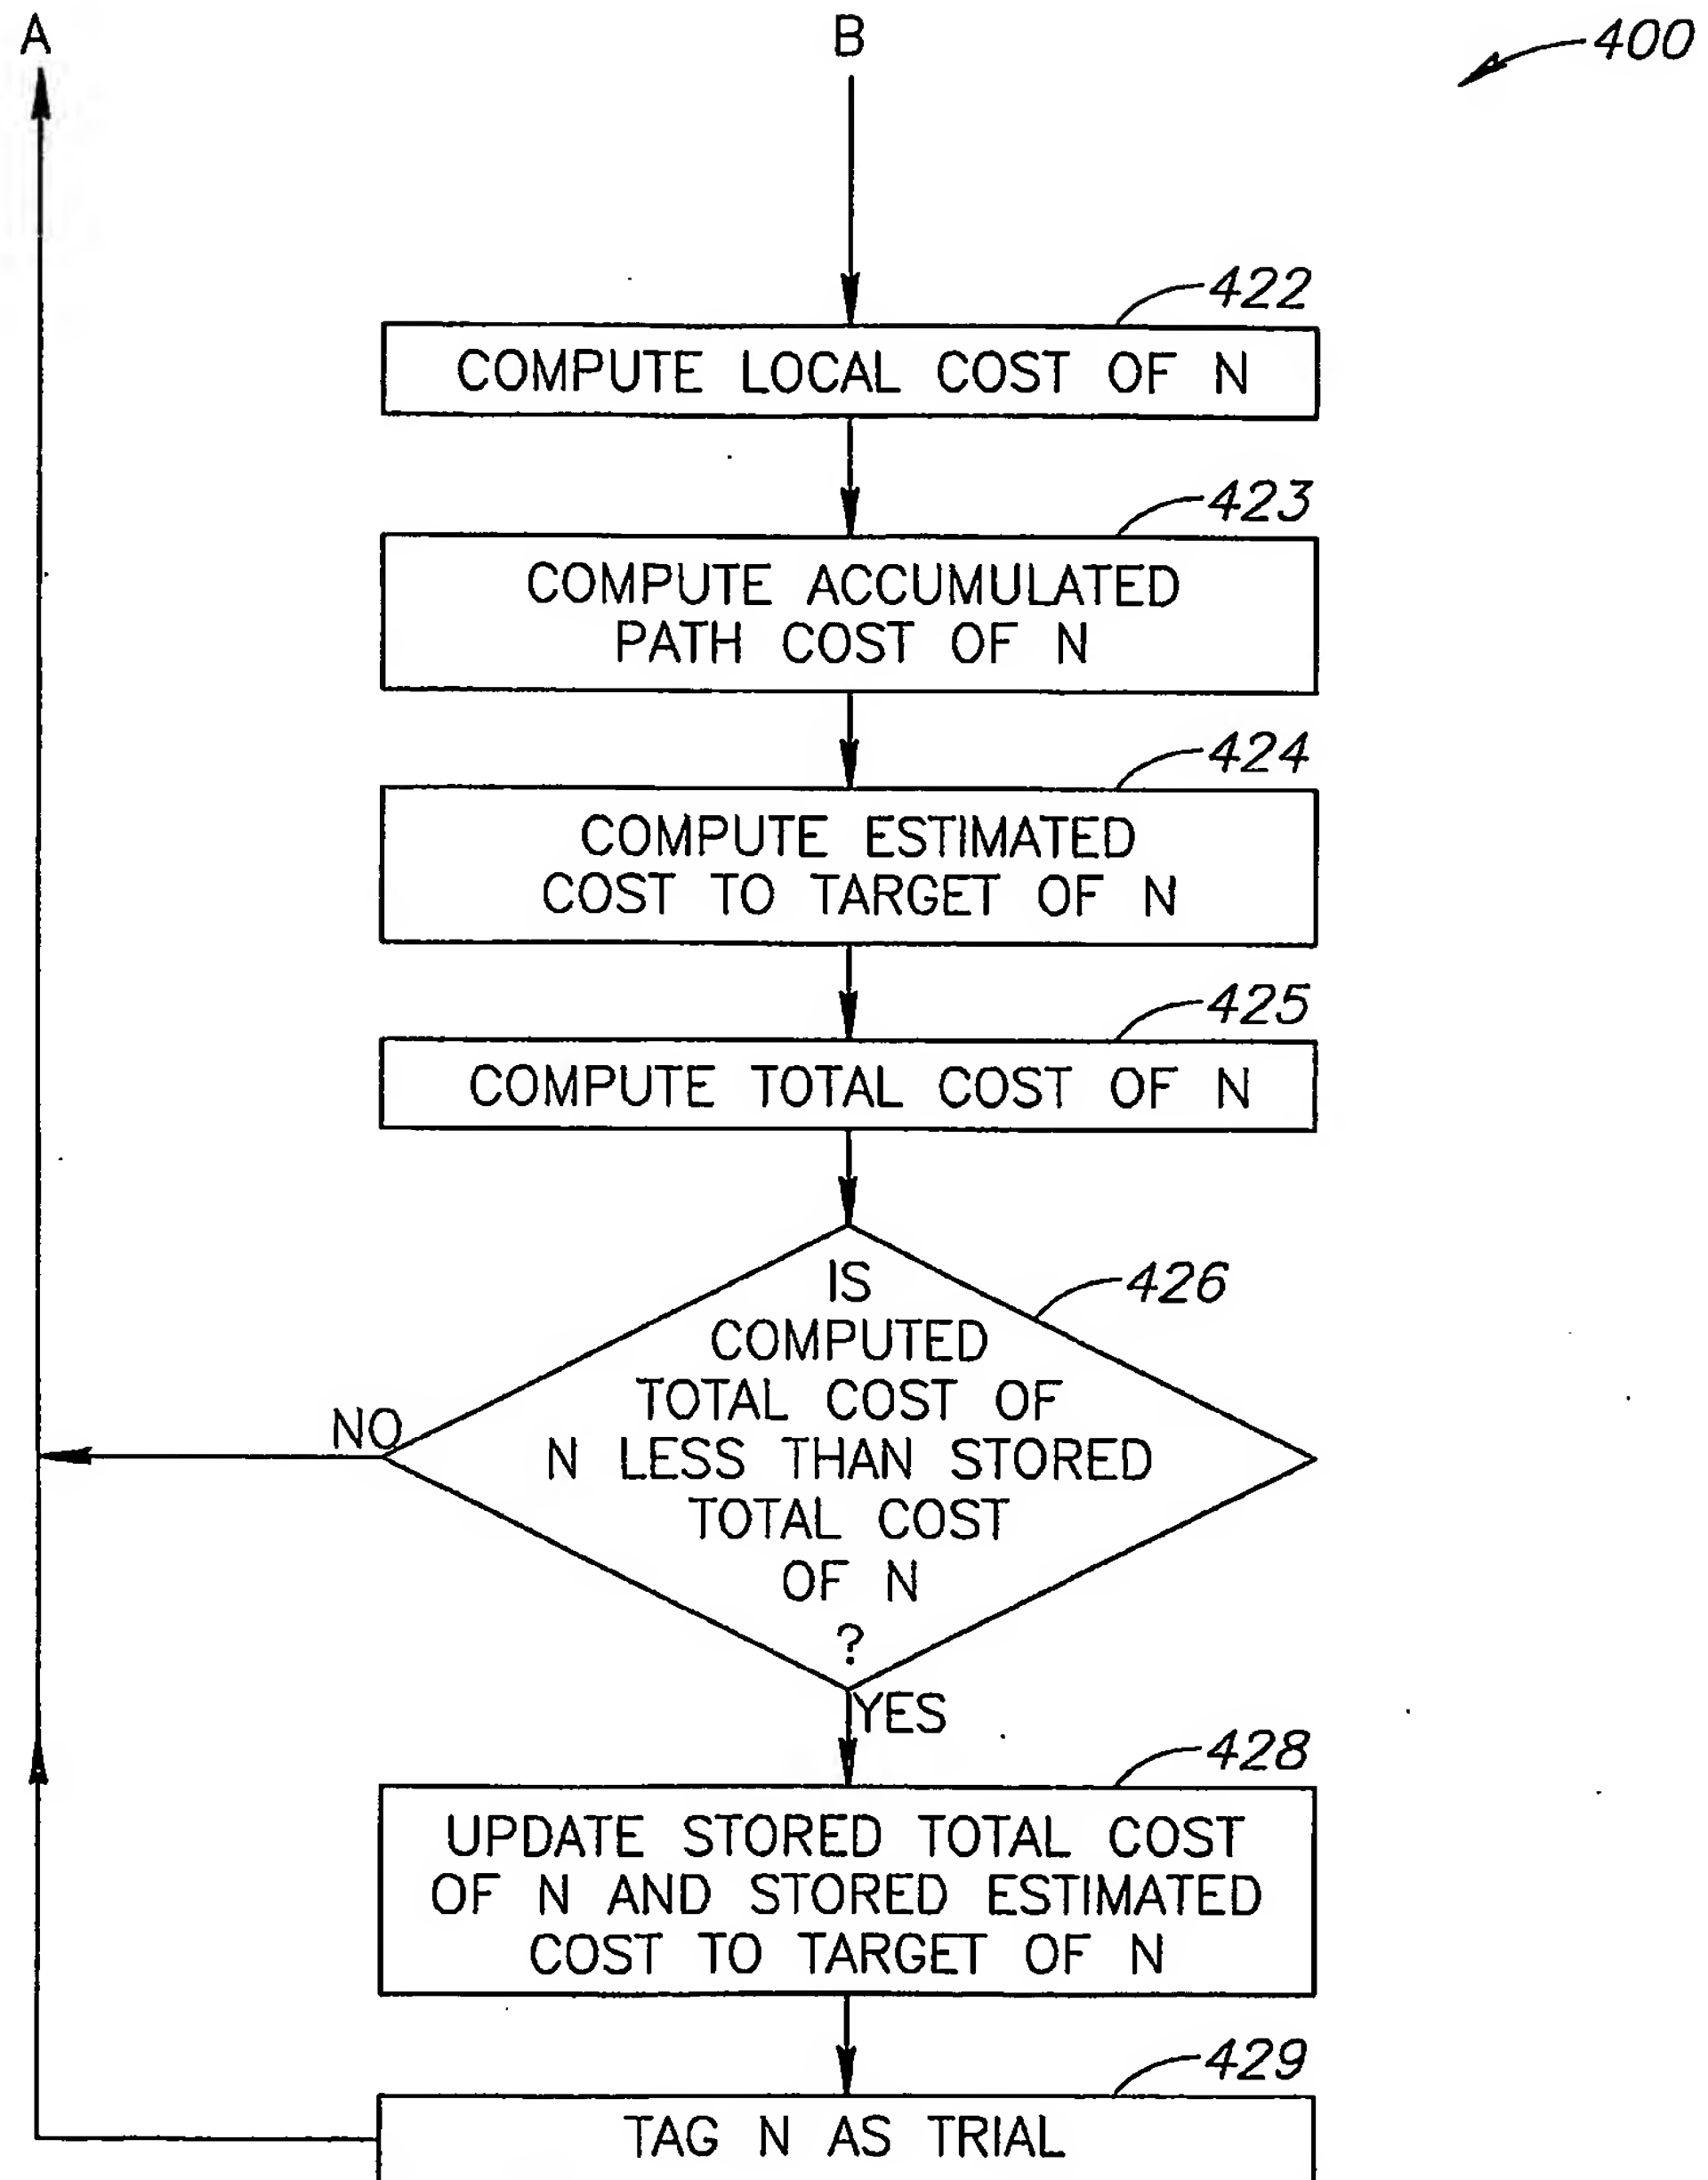 A
B
400
422
COMPUTE LOCAL COST OF N
423
COMPUTE ACCUMULATED
PATH COST OF N
424
COMPUTE ESTIMATED
COST TO TARGET OF N
425
COMPUTE TOTAL COST OF N
426
IS
COMPUTED
TOTAL COST OF
N LESS THAN STORED
TOTAL COST
OF N
?
NO
YES
428
UPDATE STORED TOTAL COST
OF N AND STORED ESTIMATED
COST TO TARGET OF N
429
TAG N AS TRIAL